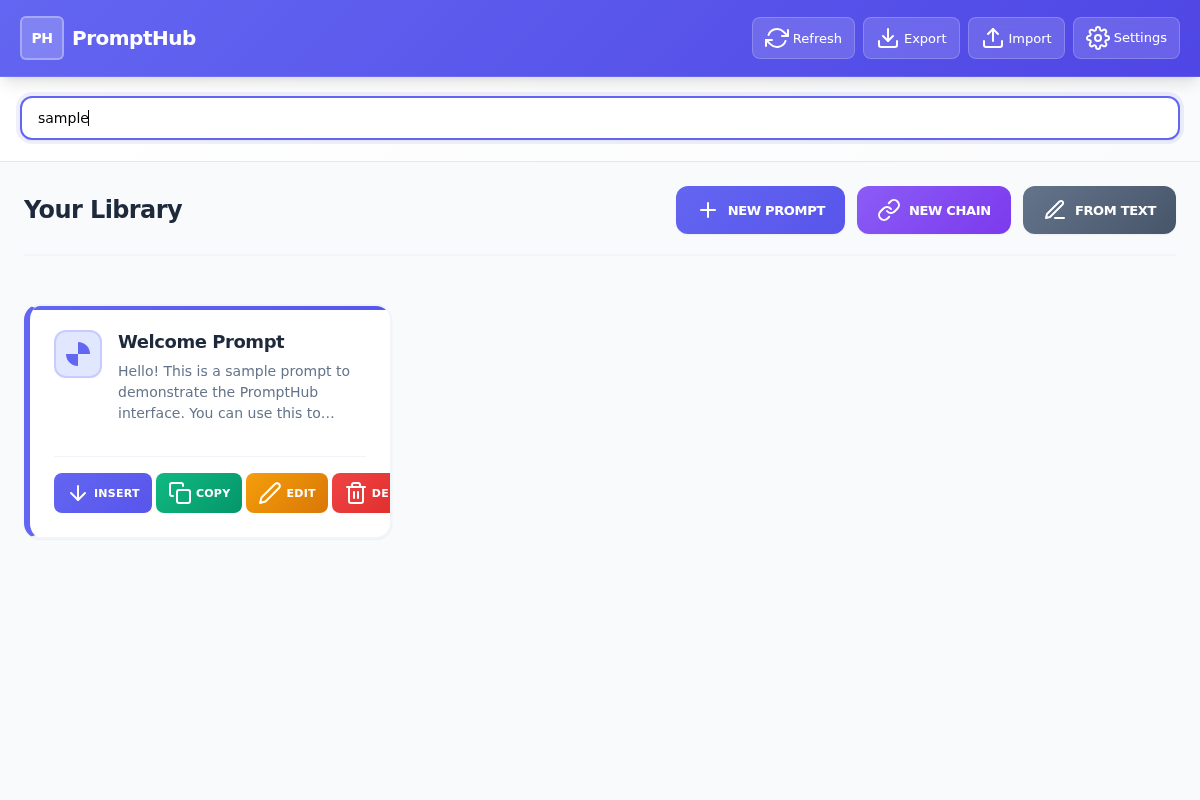 PH PromptHub Refresh Export Import Settings
sample
Your Library NEW PROMPT NEW CHAIN FROM TEXT
Welcome Prompt
Hello! This is a sample prompt to
demonstrate the PromptHub
interface. You can use this to...
INSERT COPY EDIT DE